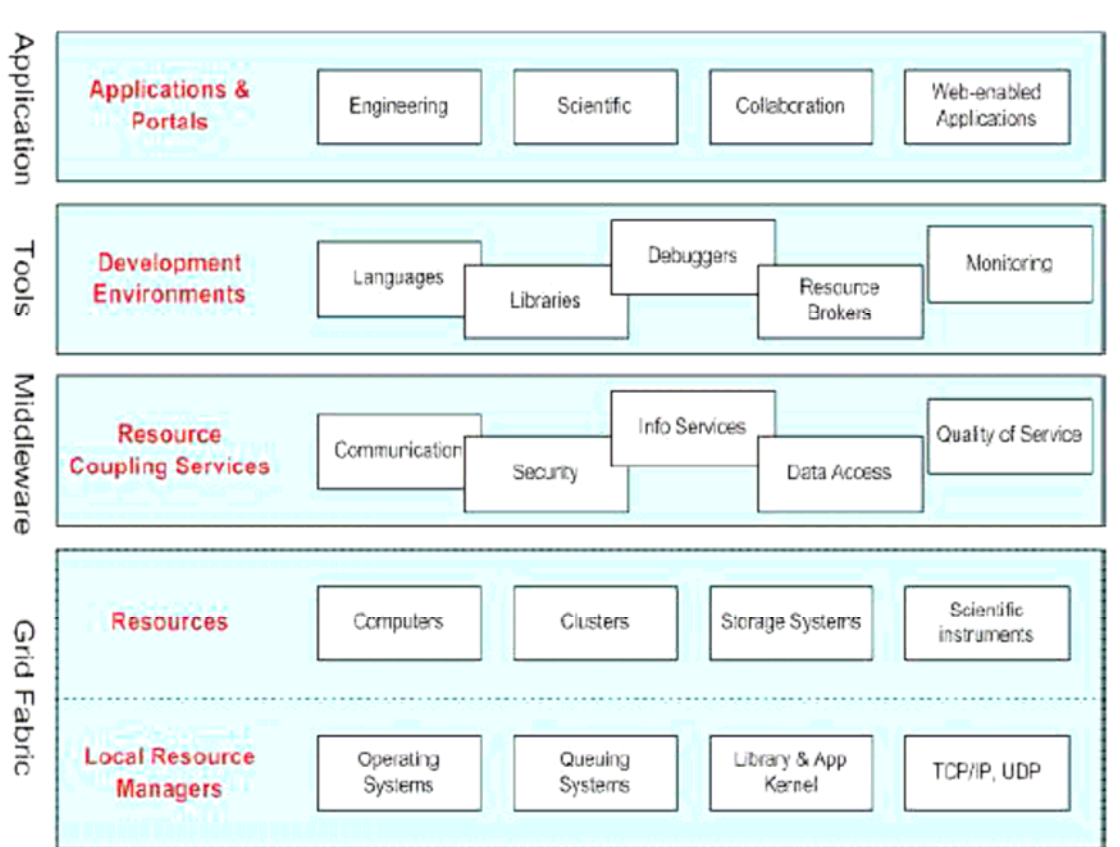 Application
Applications &
Portals
Engineering
Scientific
Collaboration
Web-enabled
Applications
Tools
Development
Environments
Languages
Libraries
Debuggers
Resource
Brokers
Monitoring
Middleware
Resource
Coupling Services
Communication
Security
Info Services
Data Access
Quality of Service
Grid Fabric
Resources
Computers
Clusters
Storage Systems
Scientific
instruments
Local Resource
Managers
Operating
Systems
Queuing
Systems
Library & App
Kernel
TCP/IP, UDP